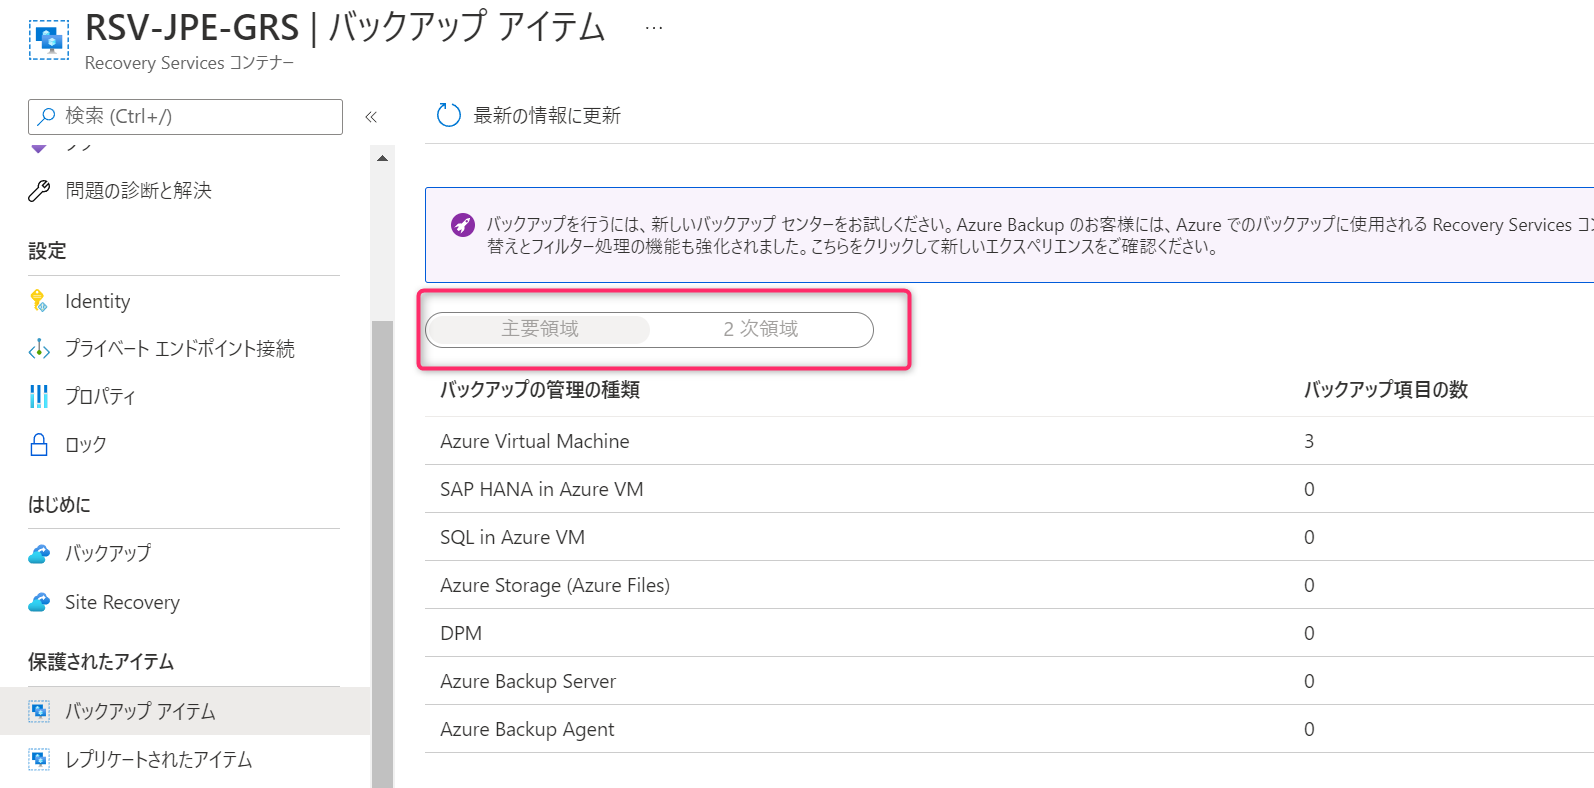 RSV-JPE-GRS | バックアップ アイテム ...
Recovery Services コンテナー
検索 (Ctrl+/)
«
最新の情報に更新
問題の診断と解決
設定
Identity
プライベート エンドポイント接続
プロパティ
ロック
はじめに
バックアップ
Site Recovery
保護されたアイテム
バックアップ アイテム
レプリケートされたアイテム
バックアップを行うには、新しいバックアップ センターをお試しください。Azure Backup のお客様には、Azure でのバックアップに使用される Recovery Services コ
替えとフィルター処理の機能も強化されました。こちらをクリックして新しいエクスペリエンスをご確認ください。
主要領域 2 次領域
バックアップの管理の種類 バックアップ項目の数
Azure Virtual Machine 3
SAP HANA in Azure VM 0
SQL in Azure VM 0
Azure Storage (Azure Files) 0
DPM 0
Azure Backup Server 0
Azure Backup Agent 0